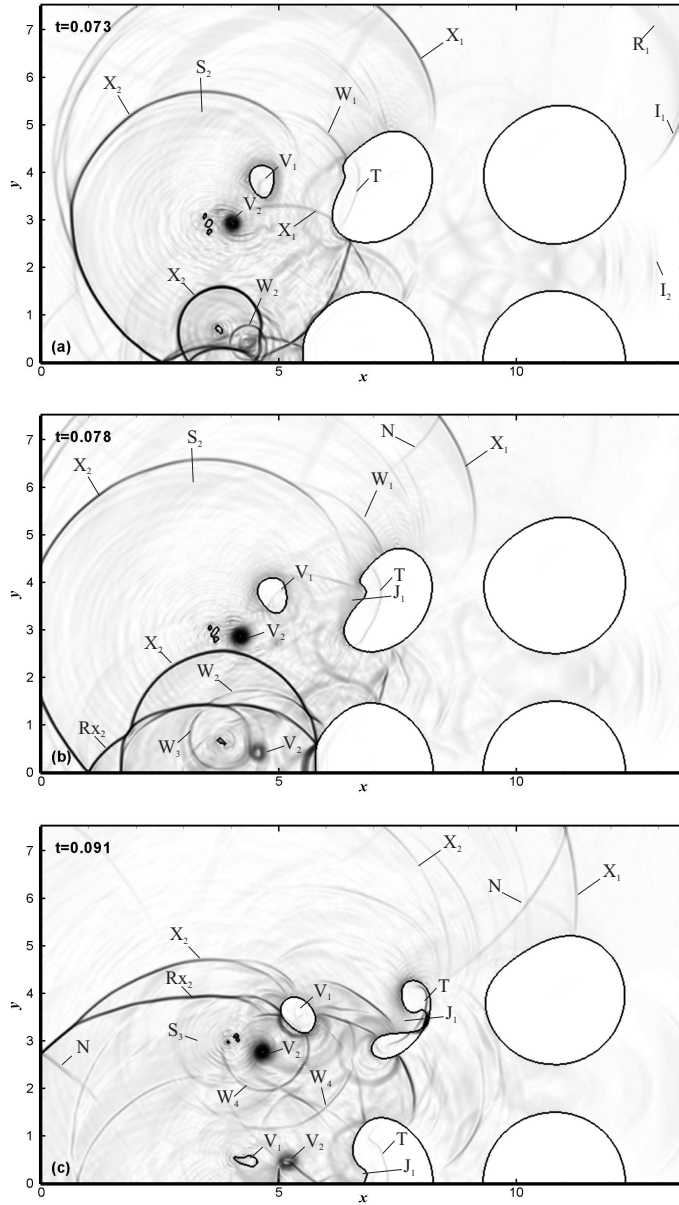 t=0.073
X1
R1
S2
X2
W1
I1
V1
T
V2
X1
X2
W2
I2
(a)
y
7
6
5
4
3
2
1
0
0
5
10
x
t=0.078
N
S2
X1
X2
W1
V1
T
J1
V2
X2
W2
Rx2
W3
V2
(b)
y
7
6
5
4
3
2
1
0
0
5
10
x
t=0.091
X2
N
X1
X2
Rx2
V1
T
J1
S3
N
V2
W4
W4
V1
V2
T
J1
(c)
y
7
6
5
4
3
2
1
0
0
5
10
x